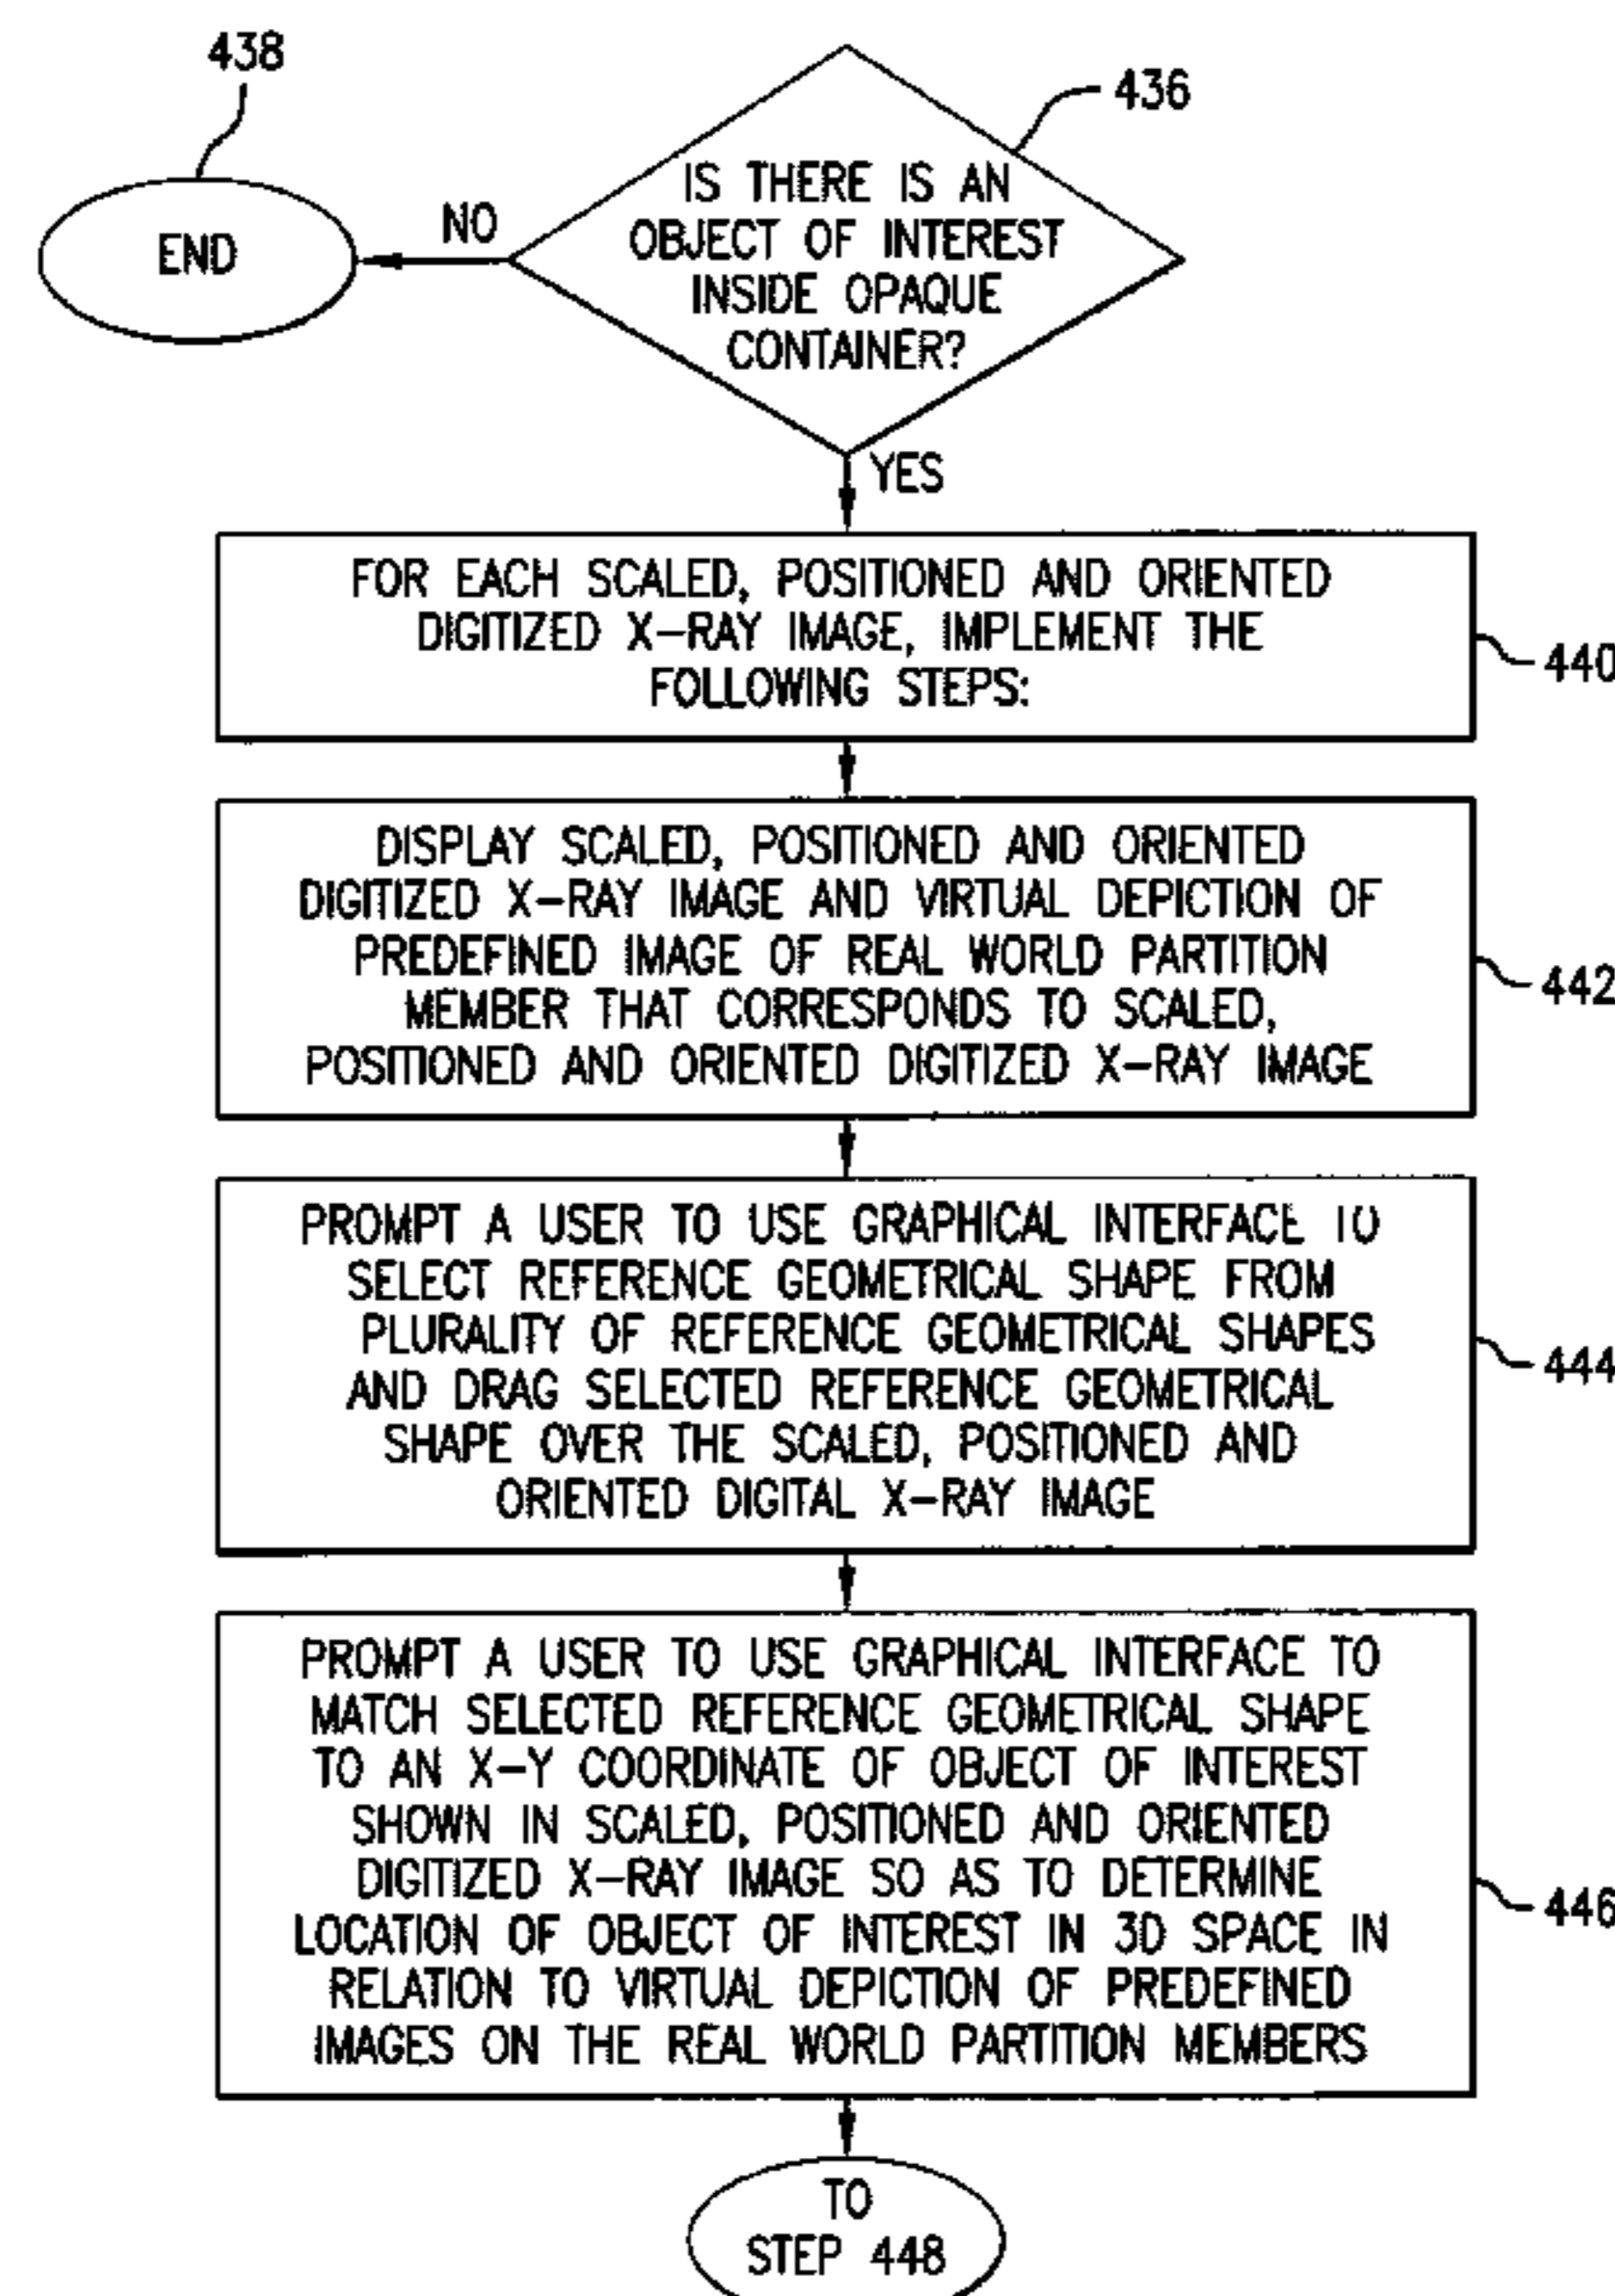 438
436
IS THERE IS AN
OBJECT OF INTEREST
INSIDE OPAQUE
CONTAINER?
NO
END
YES
FOR EACH SCALED, POSITIONED AND ORIENTED
DIGITIZED X-RAY IMAGE, IMPLEMENT THE
FOLLOWING STEPS:
440
DISPLAY SCALED, POSITIONED AND ORIENTED
DIGITIZED X-RAY IMAGE AND VIRTUAL DEPICTION OF
PREDEFINED IMAGE OF REAL WORLD PARTITION
MEMBER THAT CORRESPONDS TO SCALED,
POSITIONED AND ORIENTED DIGITIZED X-RAY IMAGE
442
PROMPT A USER TO USE GRAPHICAL INTERFACE TO
SELECT REFERENCE GEOMETRICAL SHAPE FROM
PLURALITY OF REFERENCE GEOMETRICAL SHAPES
AND DRAG SELECTED REFERENCE GEOMETRICAL
SHAPE OVER THE SCALED, POSITIONED AND
ORIENTED DIGITAL X-RAY IMAGE
444
PROMPT A USER TO USE GRAPHICAL INTERFACE TO
MATCH SELECTED REFERENCE GEOMETRICAL SHAPE
TO AN X-Y COORDINATE OF OBJECT OF INTEREST
SHOWN IN SCALED, POSITIONED AND ORIENTED
DIGITIZED X-RAY IMAGE SO AS TO DETERMINE
LOCATION OF OBJECT OF INTEREST IN 3D SPACE IN
RELATION TO VIRTUAL DEPICTION OF PREDEFINED
IMAGES ON THE REAL WORLD PARTITION MEMBERS
446
TO
STEP 448